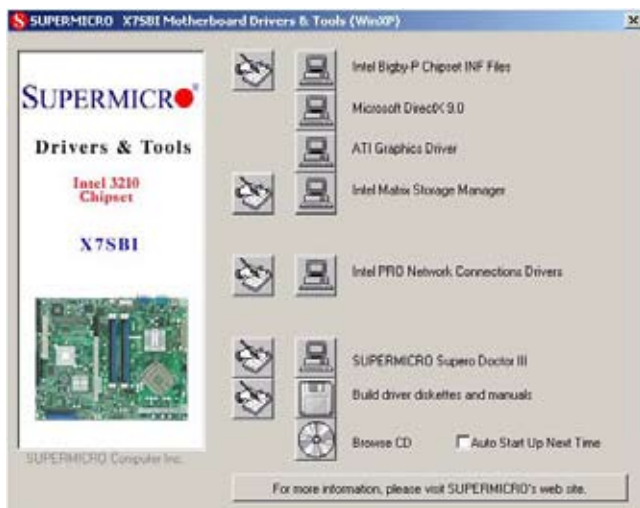 SUPERMICRO X7SBI Motherboard Drivers & Tools (WinXP)
SUPERMICRO
Drivers & Tools
Intel 3210
Chipset
X7SBI
SUPERMICRO Computer Inc.
Intel Bigby-P Chipset INF Files
Microsoft DirectX 9.0
ATI Graphics Driver
Intel Matrix Storage Manager
Intel PRO Network Connections Drivers
SUPERMICRO Supero Doctor III
Build driver diskettes and manuals
Browse CD
Auto Start Up Next Time
For more information, please visit SUPERMICRO's web site.